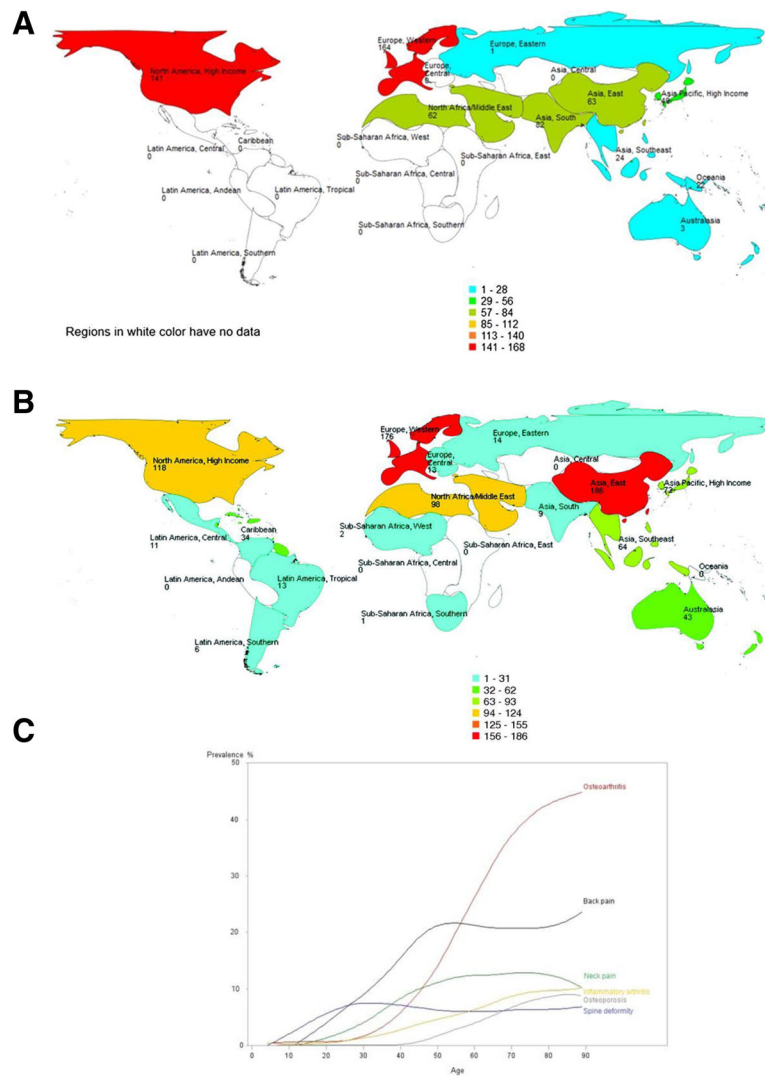 A
Europe, Western
164
Europe, Eastern
1
North America, High Income
141
Europe,
Central
Asia, Central
0
Asia, East
63
Asia Pacific, High Income
North Africa/Middle East
62
Asia, South
82
Sub-Saharan Africa, West
0
Sub-Saharan Africa, East
0
Caribbean
0
Latin America, Central
0
Asia, Southeast
24
Sub-Saharan Africa, Central
0
Oceania
22
Latin America, Andean
0
Latin America, Tropical
0
Sub-Saharan Africa, Southern
0
Australasia
3
Latin America, Southern
0
1 - 28
29 - 56
57 - 84
85 - 112
113 - 140
141 - 168
Regions in white color have no data
B
Europe, Western
176
Europe, Eastern
14
North America, High Income
118
Europe,
Central
13
Asia, Central
0
Asia, East
Asia Pacific, High Income
72
North Africa/Middle East
98
Asia, South
9
Sub-Saharan Africa, West
2
Caribbean
34
Latin America, Central
11
Sub-Saharan Africa, East
0
Asia, Southeast
64
Sub-Saharan Africa, Central
0
Oceania
0
Latin America, Andean
0
Latin America, Tropical
13
Sub-Saharan Africa, Southern
1
Australasia
43
Latin America, Southern
6
1 - 31
32 - 62
63 - 93
94 - 124
125 - 155
156 - 186
C
Prevalence %
50
Osteoarthritis
40
30
Back pain
20
Neck pain
10
Inflammatory arthritis
Osteoporosis
Spine deformity
0
0 10 20 30 40 50 60 70 80 90
Age